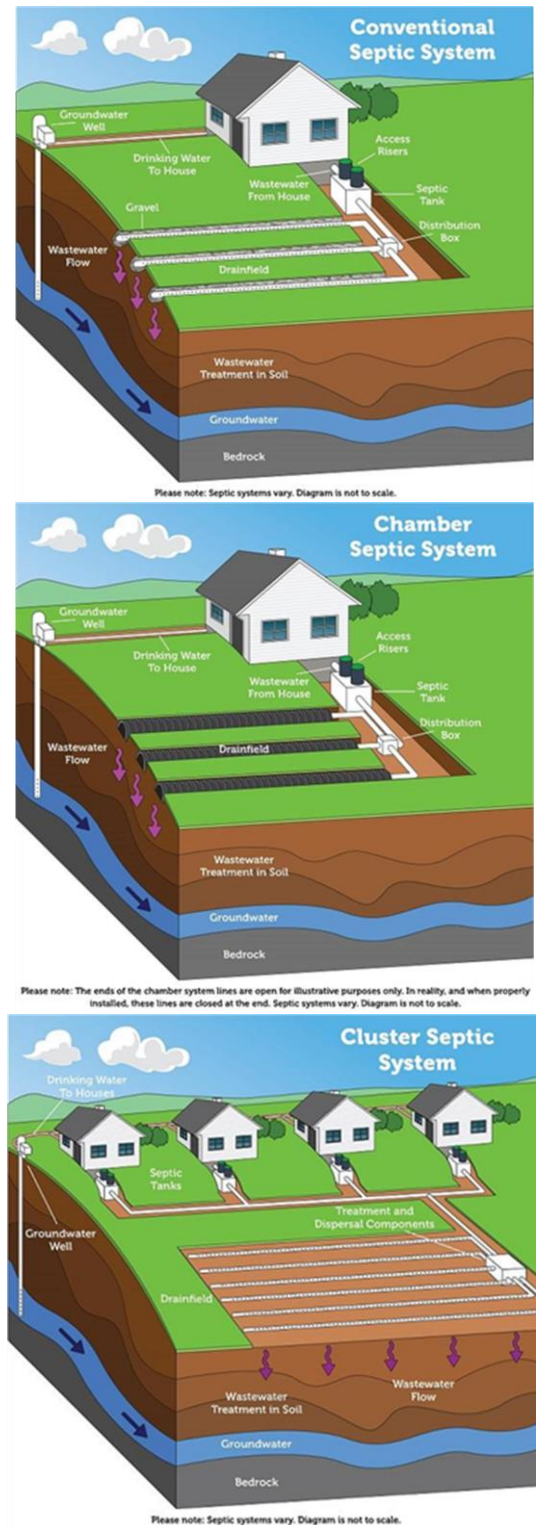 Conventional
Septic System
Groundwater
Well
Drinking Water
To House
Wastewater
From House
Access
Risers
Septic
Tank
Gravel
Distribution
Box
Wastewater
Flow
Drainfield
Wastewater
Treatment in Soil
Groundwater
Bedrock
Please note: Septic systems vary. Diagram is not to scale.
Chamber
Septic System
Groundwater
Well
Drinking Water
To House
Wastewater
From House
Access
Risers
Septic
Tank
Distribution
Box
Wastewater
Flow
Drainfield
Wastewater
Treatment in Soil
Groundwater
Bedrock
Please note: The ends of the chamber system lines are open for illustrative purposes only. In reality, and when properly
installed, these lines are closed at the end. Septic systems vary. Diagram is not to scale.
Cluster Septic
System
Drinking Water
To Houses
Septic
Tanks
Groundwater
Well
Treatment and
Dispersal Components
Drainfield
Wastewater
Treatment in Soil
Wastewater
Flow
Groundwater
Bedrock
Please note: Septic systems vary. Diagram is not to scale.